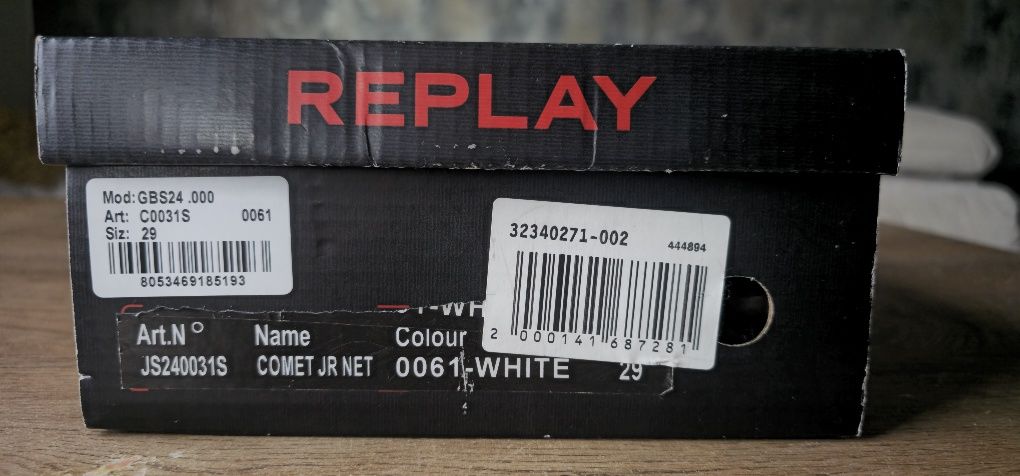 REPLAY
Mod:GBS24 .000
Art: C0031S 0061
Siz: 29
8053469185193
32340271-002 444894
2 000141 687281
Art.N° Name Colour
JS240031S COMET JR NET 0061-WHITE 29